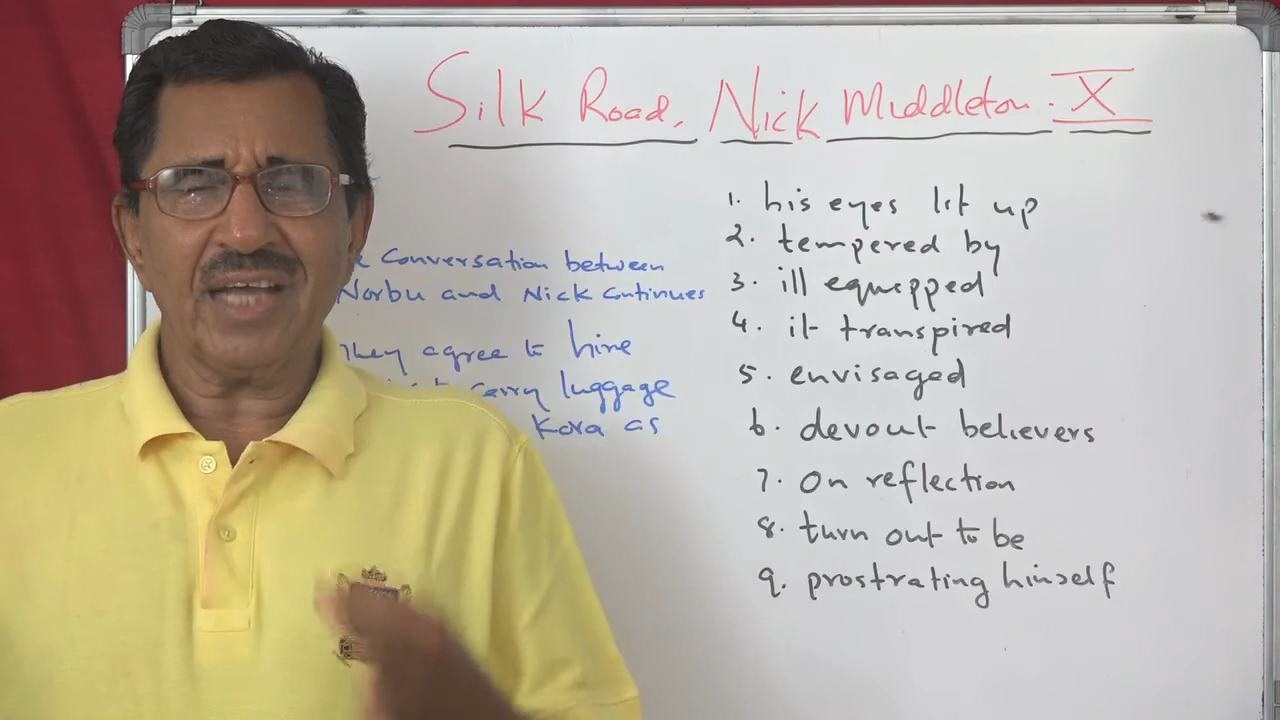 Silk Road, Nick Middleton. X
Conversation between
Norbu and Nick Continues
They agree to hire
carry luggage
Kora as
1. his eyes lit up
2. tempered by
3. ill equipped
4. it transpired
5. envisaged
6. devout believers
7. on reflection
8. turn out to be
9. prostrating himself